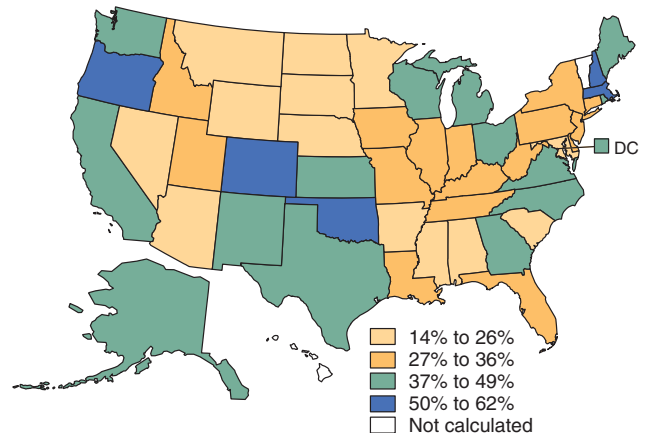 DC
14% to 26%
27% to 36%
37% to 49%
50% to 62%
Not calculated